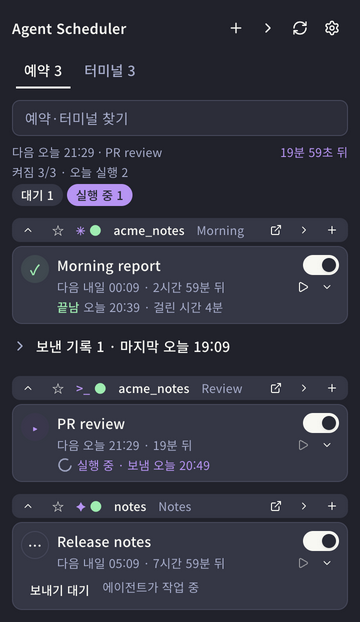 Agent Scheduler
예약 3 터미널 3
예약·터미널 찾기
다음 오늘 21:29 · PR review 19분 59초 뒤
켜짐 3/3 · 오늘 실행 2
대기 1 실행 중 1
acme_notes Morning
Morning report
다음 내일 00:09 · 2시간 59분 뒤
끝남 오늘 20:39 · 걸린 시간 4분
보낸 기록 1 · 마지막 오늘 19:09
>_ acme_notes Review
PR review
다음 오늘 21:29 · 19분 뒤
실행 중 · 보냄 오늘 20:49
notes Notes
Release notes
다음 내일 05:09 · 7시간 59분 뒤
보내기 대기 에이전트가 작업 중